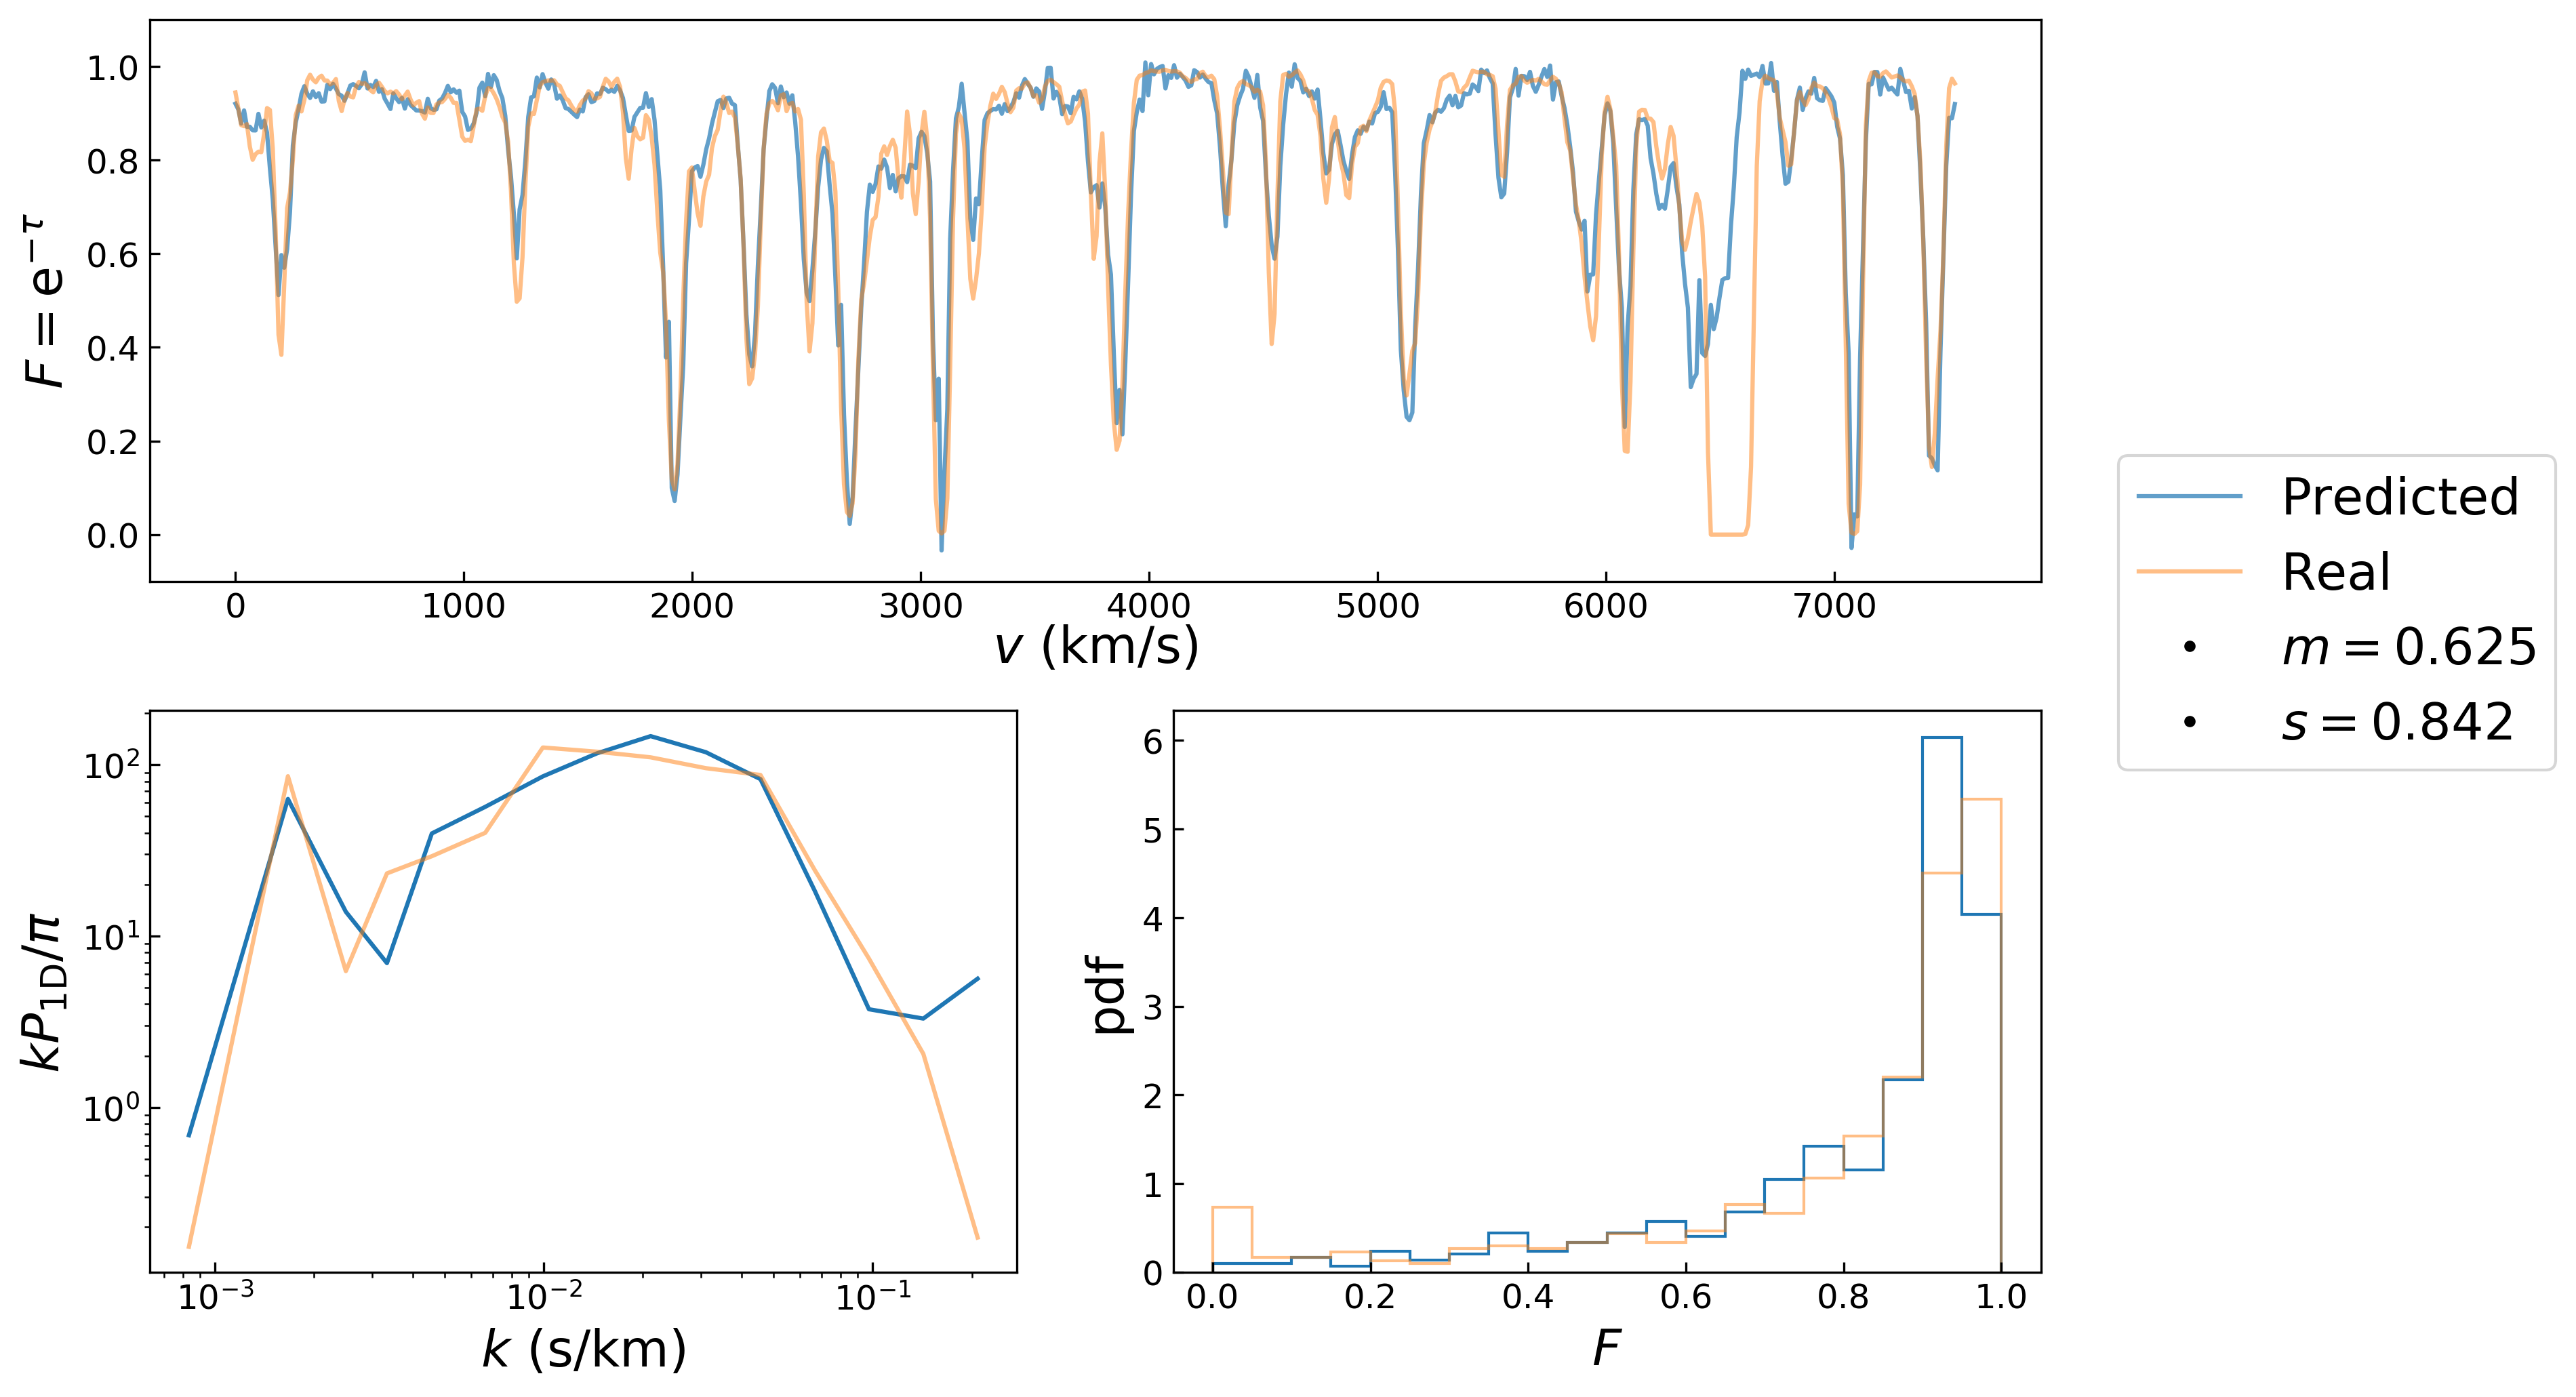 1.0
0.8
0.6
0.4
0.2
0.0
F = e^{−τ}
0 1000 2000 3000 4000 5000 6000 7000
v (km/s)
Predicted
Real
m = 0.625
s = 0.842
10^2
10^1
10^0
kP_{1D}/π
10^{−3} 10^{−2} 10^{−1}
k (s/km)
6
5
4
3
2
1
0
pdf
0.0 0.2 0.4 0.6 0.8 1.0
F